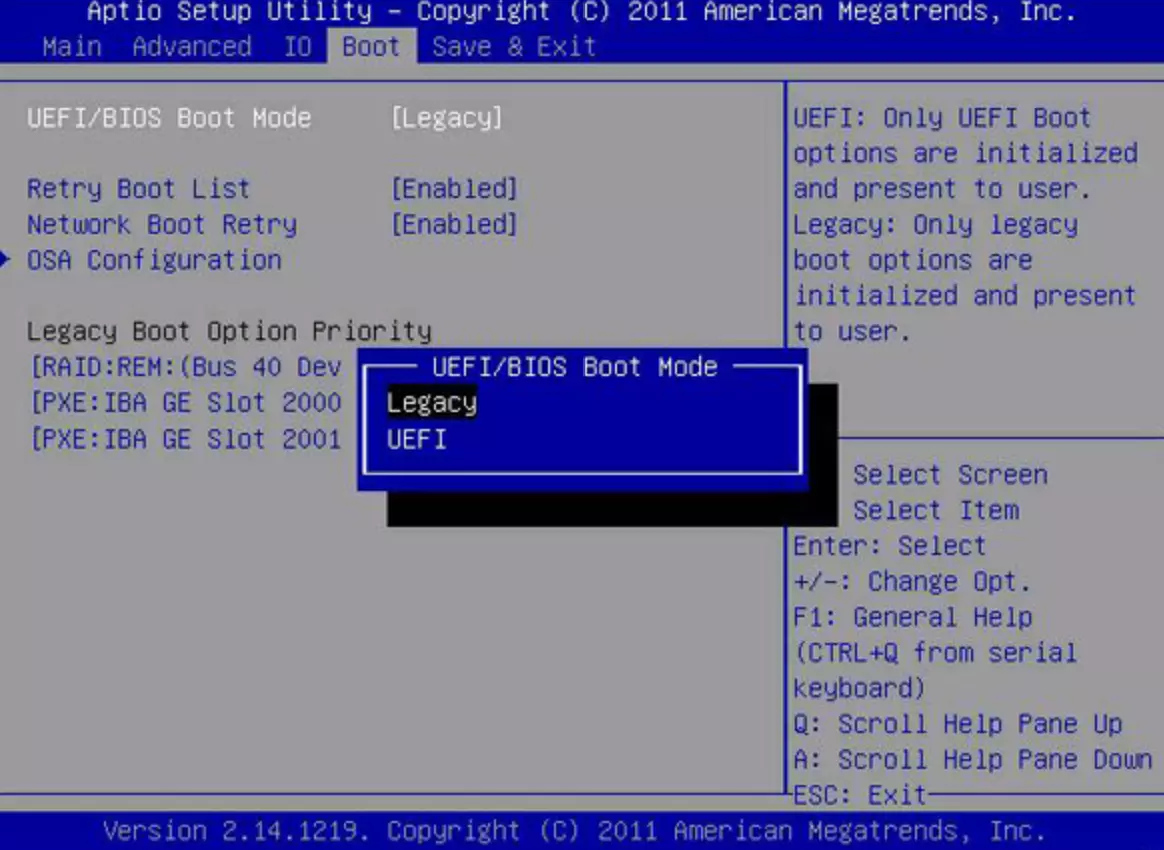 Aptio Setup Utility - Copyright (C) 2011 American Megatrends, Inc.
Main Advanced IO Boot Save & Exit
UEFI/BIOS Boot Mode [Legacy]
Retry Boot List [Enabled]
Network Boot Retry [Enabled]
OSA Configuration
Legacy Boot Option Priority
[RAID:REM:(Bus 40 Dev
[PXE:IBA GE Slot 2000
[PXE:IBA GE Slot 2001
UEFI/BIOS Boot Mode
Legacy
UEFI
UEFI: Only UEFI Boot
options are initialized
and present to user.
Legacy: Only legacy
boot options are
initialized and present
to user.
Select Screen
Select Item
Enter: Select
+/-: Change Opt.
F1: General Help
(CTRL+Q from serial
keyboard)
Q: Scroll Help Pane Up
A: Scroll Help Pane Down
ESC: Exit
Version 2.14.1219. Copyright (C) 2011 American Megatrends, Inc.